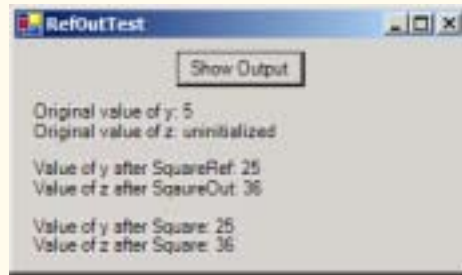 RefOutTest
Show Output
Original value of y: 5
Original value of z: uninitialized
Value of y after SquareRef: 25
Value of z after SqaureOut: 36
Value of y after Square: 25
Value of z after Square: 36